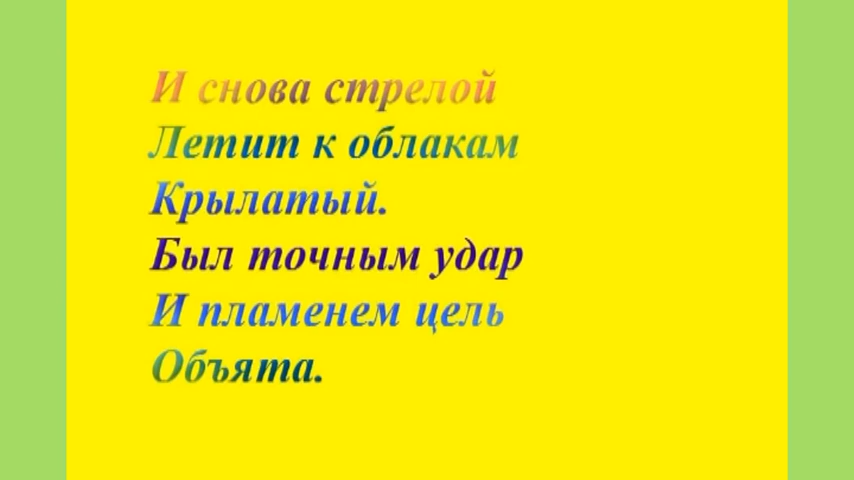 И снова стрелой
Летит к облакам
Крылатый.
Был точным удар
И пламенем цель
Объята.